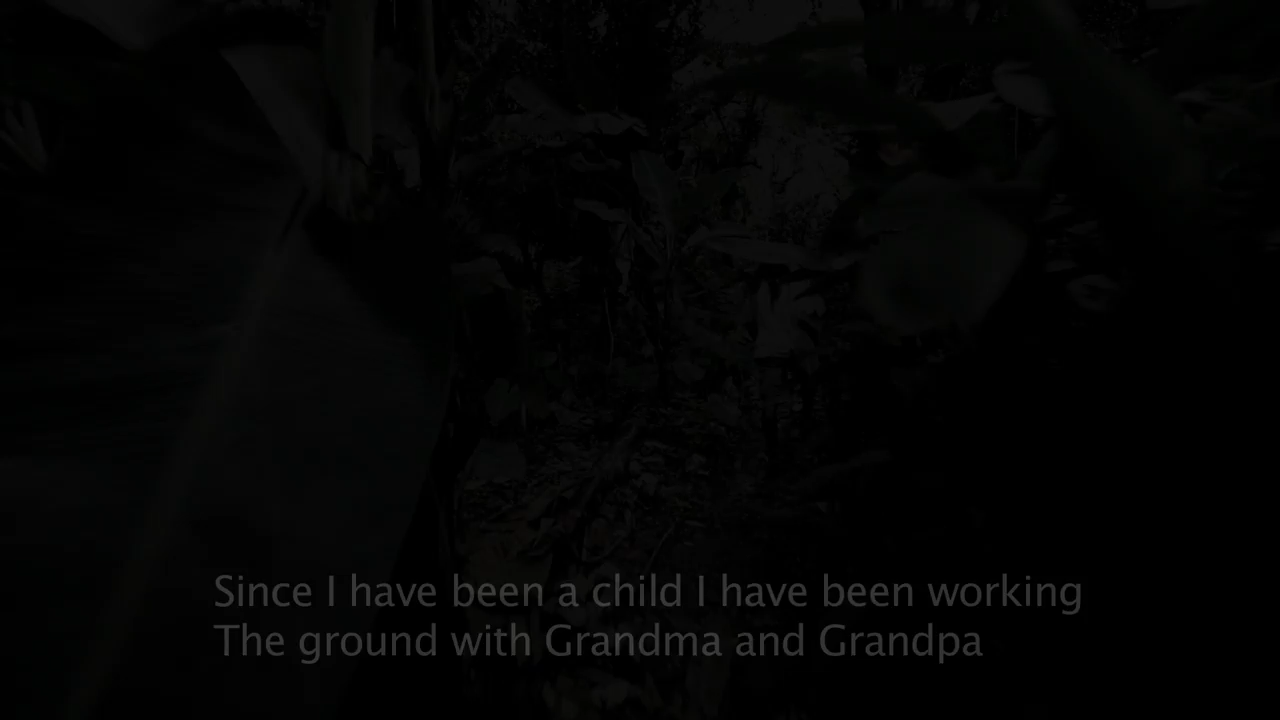 Since I have been a child I have been working
The ground with Grandma and Grandpa